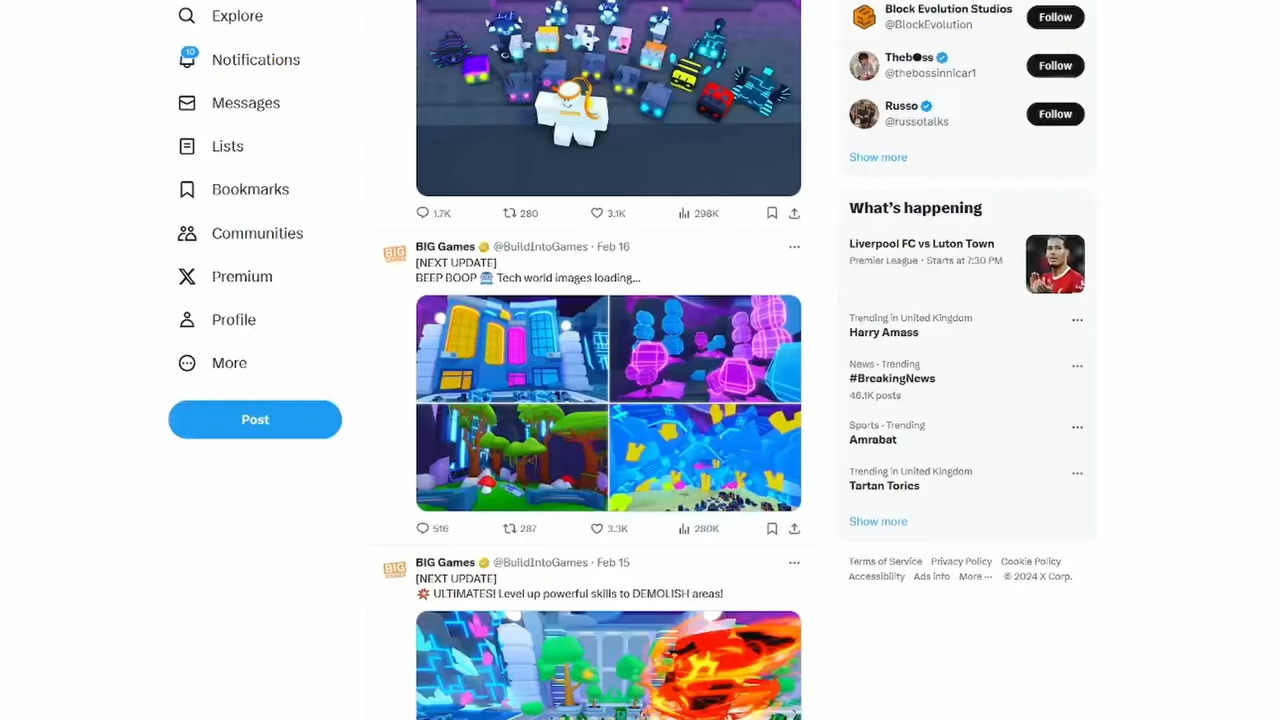 Explore
10
Notifications
Messages
Lists
Bookmarks
Communities
Premium
Profile
More
Post
1.7K
280
3.1K
298K
BIG Games @BuildIntoGames · Feb 16
[NEXT UPDATE]
BEEP BOOP 🤖 Tech world images loading...
516
287
3.3K
280K
BIG Games @BuildIntoGames · Feb 15
[NEXT UPDATE]
💥 ULTIMATES! Level up powerful skills to DEMOLISH areas!
Block Evolution Studios
@BlockEvolution
Follow
Theb●ss
@thebossinnicar1
Follow
Russo
@russotalks
Follow
Show more
What's happening
Liverpool FC vs Luton Town
Premier League · Starts at 7:30 PM
Trending in United Kingdom
Harry Amass
News · Trending
#BreakingNews
46.1K posts
Sports · Trending
Amrabat
Trending in United Kingdom
Tartan Tories
Show more
Terms of Service Privacy Policy Cookie Policy
Accessibility Ads info More ··· © 2024 X Corp.